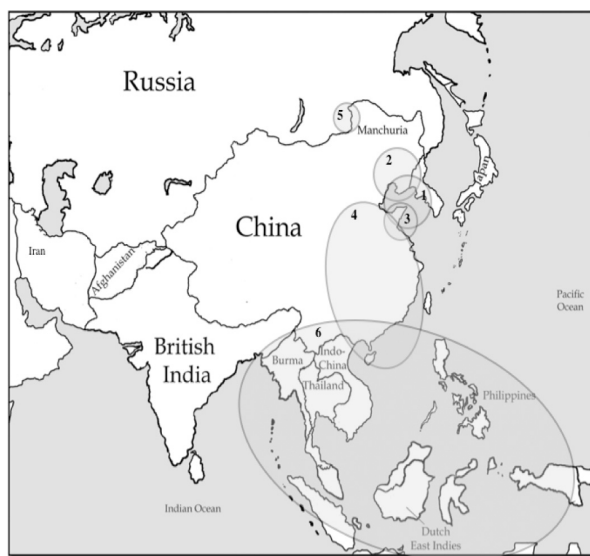 Russia
5
Manchuria
2
Japan
1
4
3
China
Iran
Afghanistan
Pacific
Ocean
6
British
India
Burma
Indo-
China
Thailand
Philippines
Indian Ocean
Dutch
East Indies